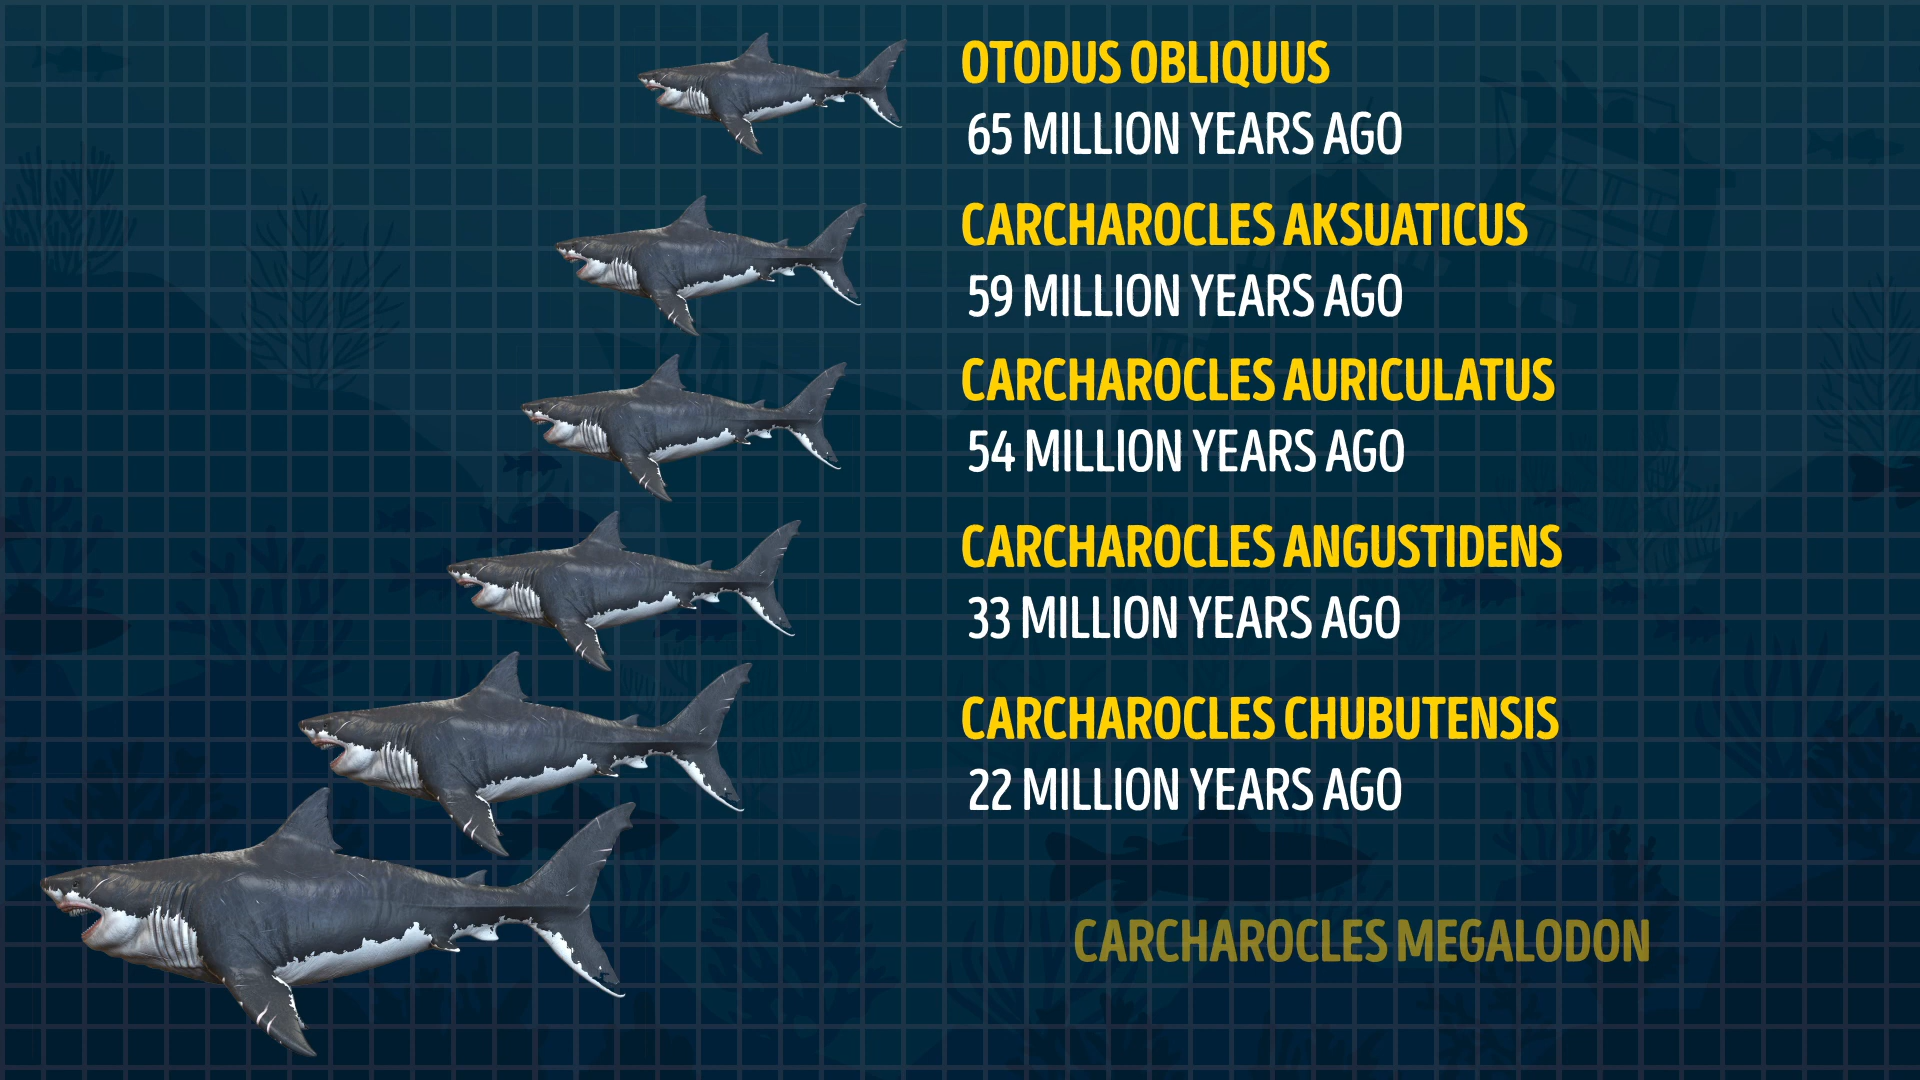 OTODUS OBLIQUUS
65 MILLION YEARS AGO
CARCHAROCLES AKSUATICUS
59 MILLION YEARS AGO
CARCHAROCLES AURICULATUS
54 MILLION YEARS AGO
CARCHAROCLES ANGUSTIDENS
33 MILLION YEARS AGO
CARCHAROCLES CHUBUTENSIS
22 MILLION YEARS AGO
CARCHAROCLES MEGALODON